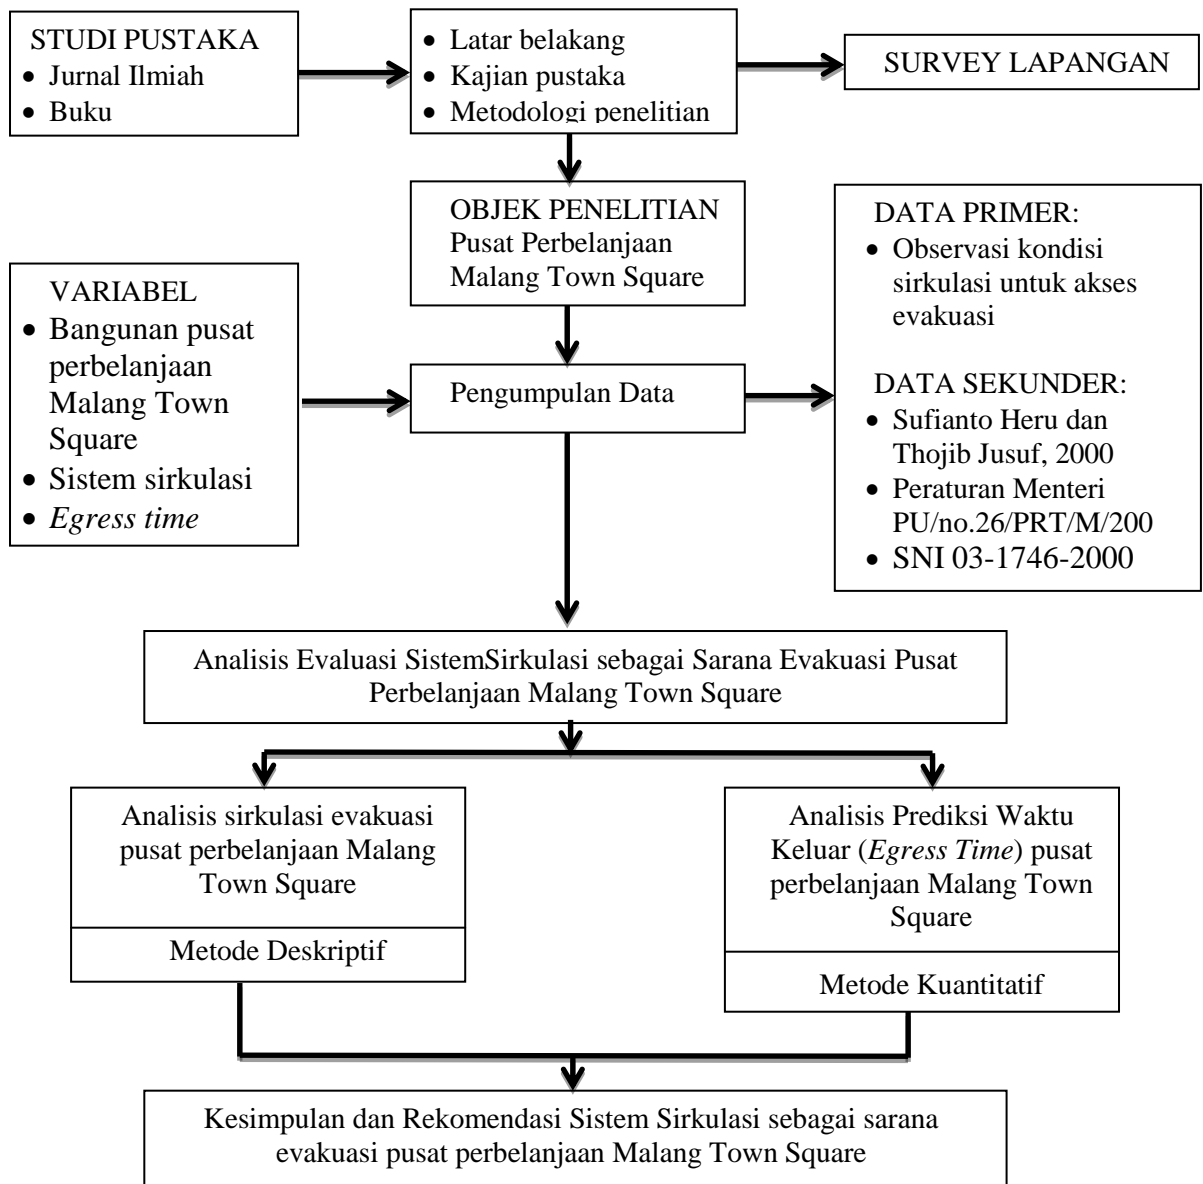 STUDI PUSTAKA
• Jurnal Ilmiah
• Buku
• Latar belakang
• Kajian pustaka
• Metodologi penelitian
SURVEY LAPANGAN
OBJEK PENELITIAN
Pusat Perbelanjaan
Malang Town Square
VARIABEL
• Bangunan pusat
perbelanjaan
Malang Town
Square
• Sistem sirkulasi
• Egress time
Pengumpulan Data
DATA PRIMER:
• Observasi kondisi
sirkulasi untuk akses
evakuasi
DATA SEKUNDER:
• Sufianto Heru dan
Thojib Jusuf, 2000
• Peraturan Menteri
PU/no.26/PRT/M/200
• SNI 03-1746-2000
Analisis Evaluasi SistemSirkulasi sebagai Sarana Evakuasi Pusat
Perbelanjaan Malang Town Square
Analisis sirkulasi evakuasi
pusat perbelanjaan Malang
Town Square
Metode Deskriptif
Analisis Prediksi Waktu
Keluar (Egress Time) pusat
perbelanjaan Malang Town
Square
Metode Kuantitatif
Kesimpulan dan Rekomendasi Sistem Sirkulasi sebagai sarana
evakuasi pusat perbelanjaan Malang Town Square